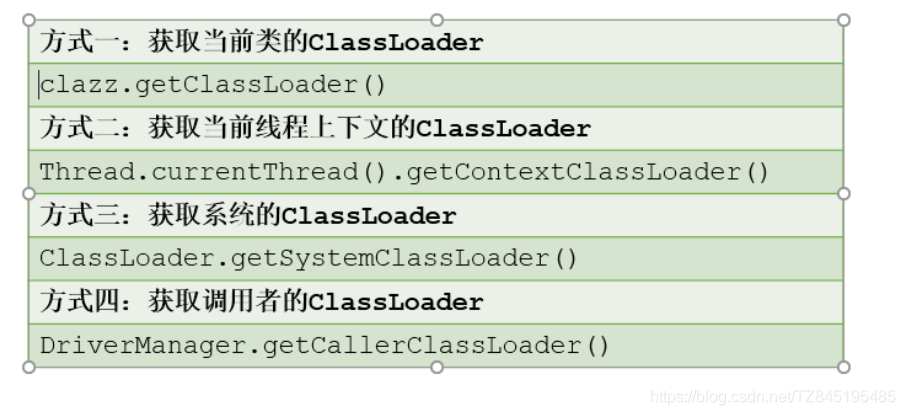 方式一：获取当前类的ClassLoader
clazz.getClassLoader()
方式二：获取当前线程上下文的ClassLoader
Thread.currentThread().getContextClassLoader()
方式三：获取系统的ClassLoader
ClassLoader.getSystemClassLoader()
方式四：获取调用者的ClassLoader
DriverManager.getCallerClassLoader()
https://blog.csdn.net/TZ845195485